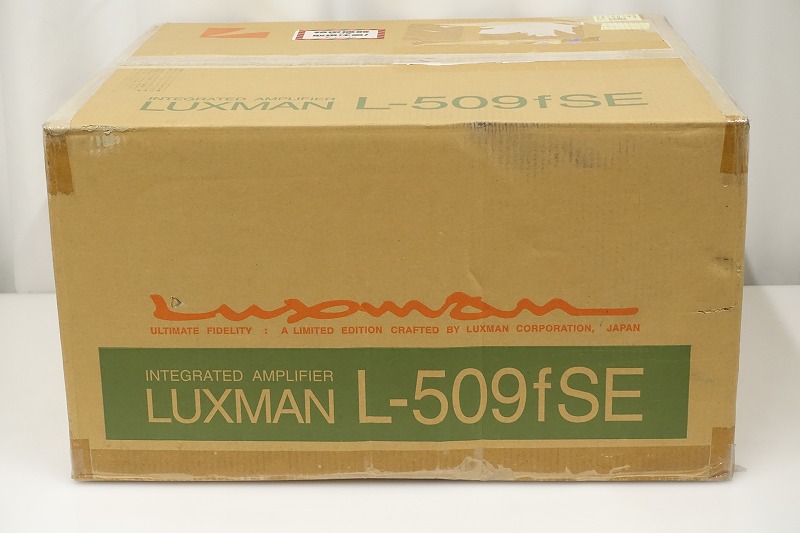 INTEGRATED AMPLIFIER
LUXMAN L-509fSE
Luxman
ULTIMATE FIDELITY : A LIMITED EDITION CRAFTED BY LUXMAN CORPORATION, JAPAN
INTEGRATED AMPLIFIER
LUXMAN L-509fSE